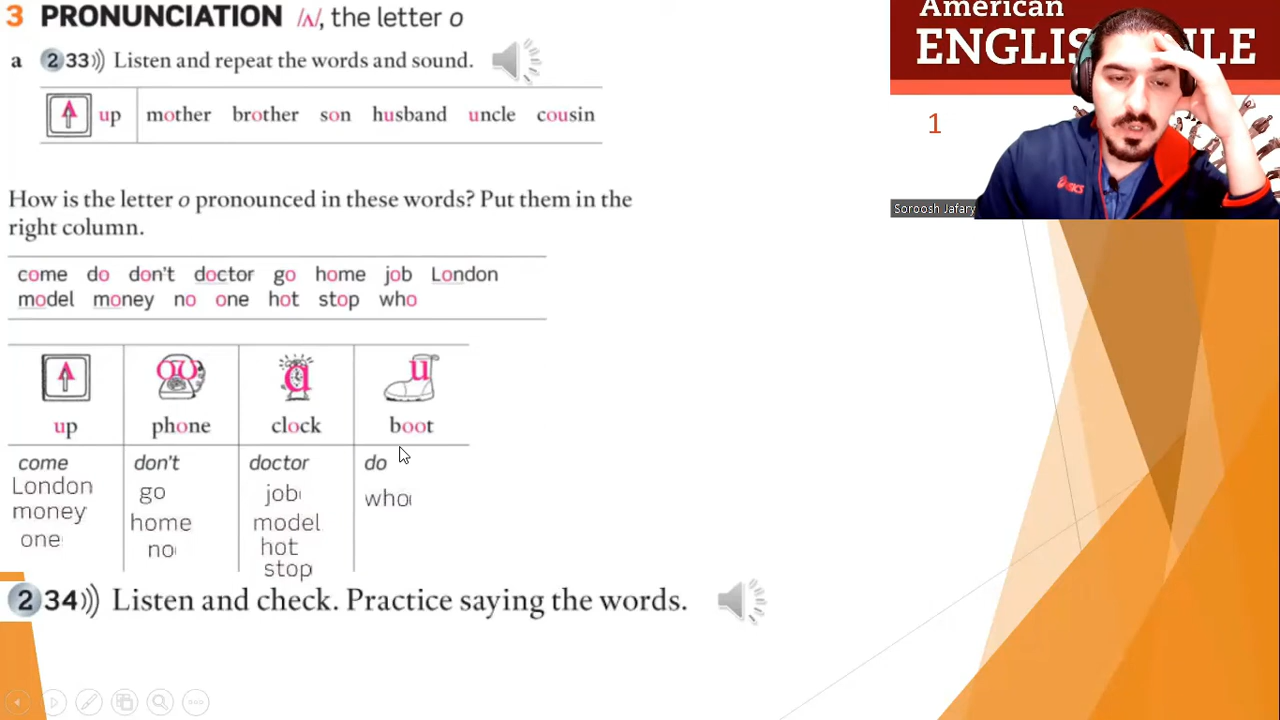 3 PRONUNCIATION /ʌ/, the letter o
American
ENGLISH FILE
a 2 33)) Listen and repeat the words and sound.
ʌ up mother brother son husband uncle cousin
1
How is the letter o pronounced in these words? Put them in the
right column.
Soroosh Jafary
come do don't doctor go home job London
model money no one hot stop who
ʌ oʊ ɑ u
up phone clock boot
come don't doctor do
London go job who
money home model
one no hot
stop
2 34)) Listen and check. Practice saying the words.